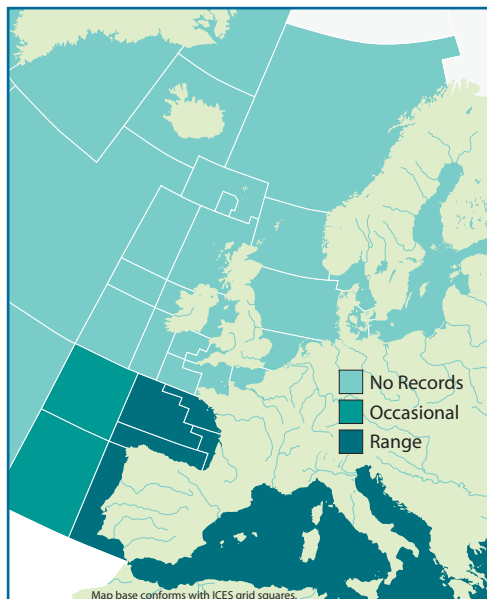 No Records
Occasional
Range
Map base conforms with ICES grid squares.